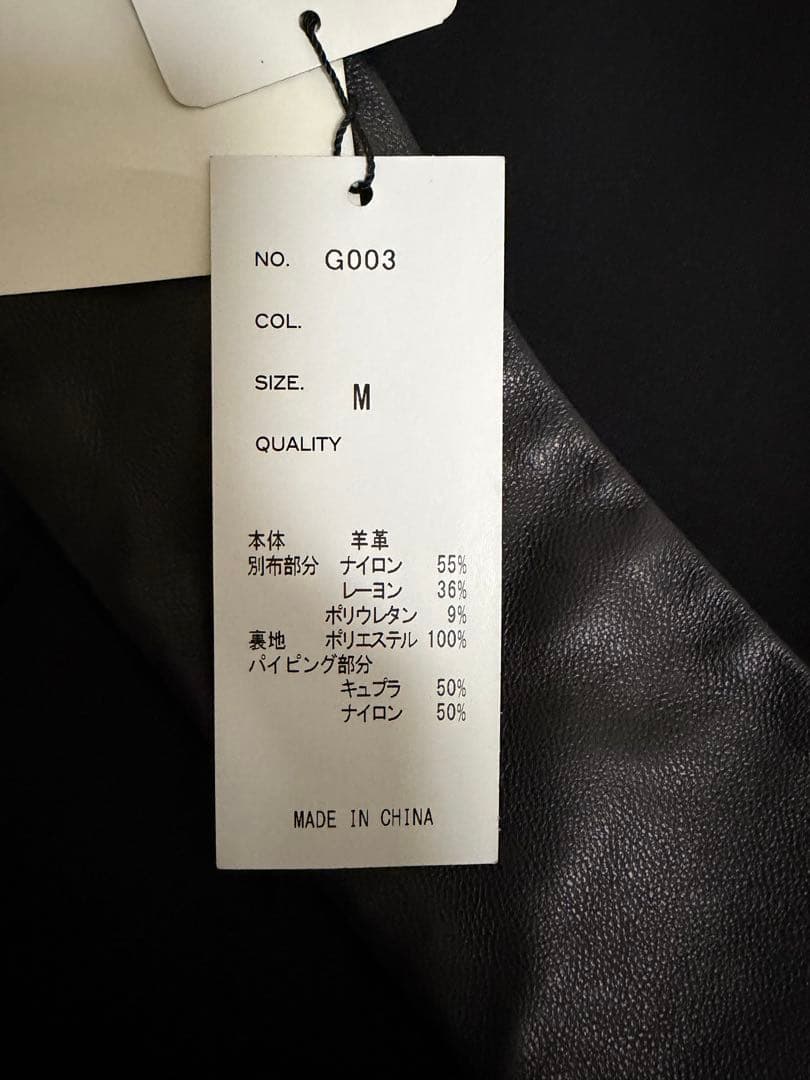 NO. G003
COL.
SIZE. M
QUALITY
本体 羊革
別布部分 ナイロン 55%
レーヨン 36%
ポリウレタン 9%
裏地 ポリエステル 100%
パイピング部分
キュプラ 50%
ナイロン 50%
MADE IN CHINA